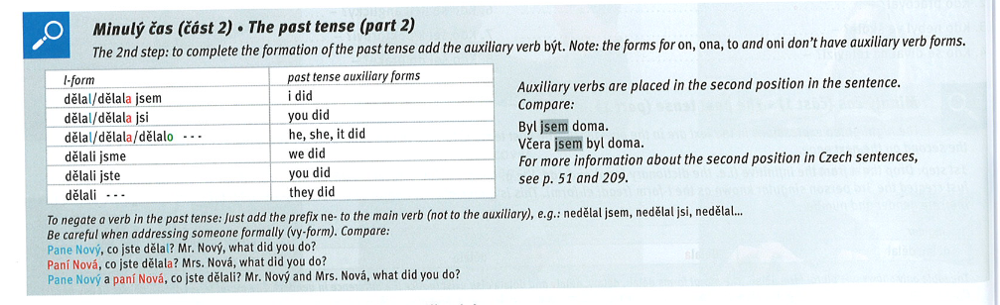 Minulý čas (část 2) • The past tense (part 2)
The 2nd step: to complete the formation of the past tense add the auxiliary verb být. Note: the forms for on, ona, to and oni don't have auxiliary verb forms.
l-form past tense auxiliary forms
dělal/dělala jsem i did
dělal/dělala jsi you did
dělal/dělala/dělalo --- he, she, it did
dělali jsme we did
dělali jste you did
dělali --- they did
Auxiliary verbs are placed in the second position in the sentence.
Compare:
Byl jsem doma.
Včera jsem byl doma.
For more information about the second position in Czech sentences,
see p. 51 and 209.
To negate a verb in the past tense: Just add the prefix ne- to the main verb (not to the auxiliary), e.g.: nedělal jsem, nedělal jsi, nedělal...
Be careful when addressing someone formally (vy-form). Compare:
Pane Nový, co jste dělal? Mr. Nový, what did you do?
Paní Nová, co jste dělala? Mrs. Nová, what did you do?
Pane Nový a paní Nová, co jste dělali? Mr. Nový and Mrs. Nová, what did you do?